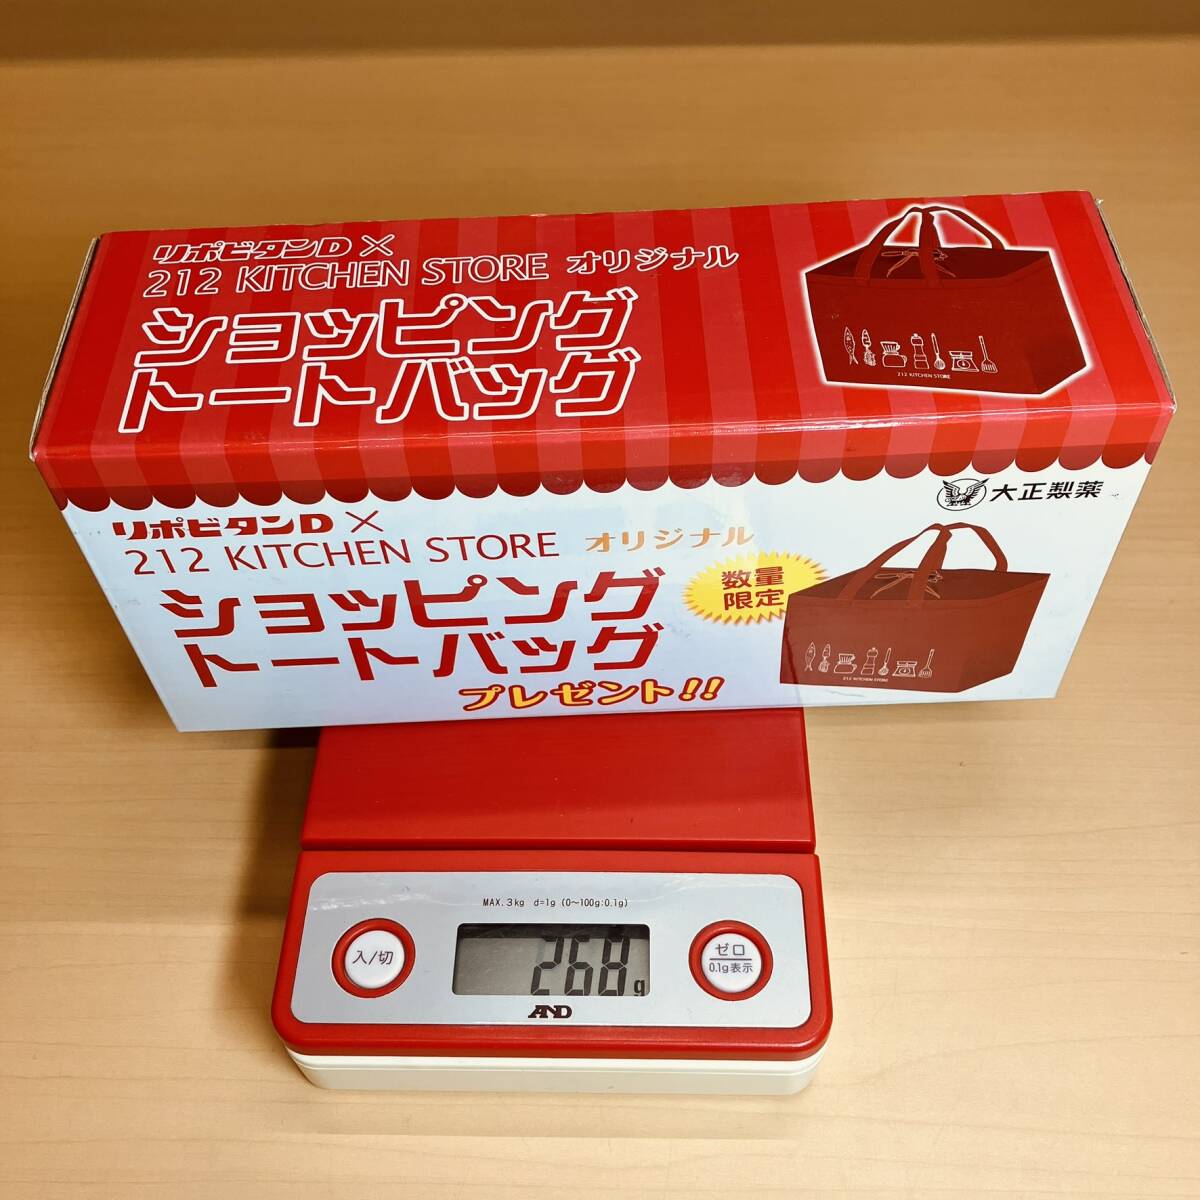 リポビタンD×
212 KITCHEN STORE オリジナル
ショッピング
トートバッグ
212 KITCHEN STORE
大正製薬
リポビタンD×
212 KITCHEN STORE オリジナル
数量
限定
ショッピング
トートバッグ
プレゼント!!
212 KITCHEN STORE
MAX. 3kg d=1g (0~100g:0.1g)
入/切
268g
ゼロ
0.1g表示
AND